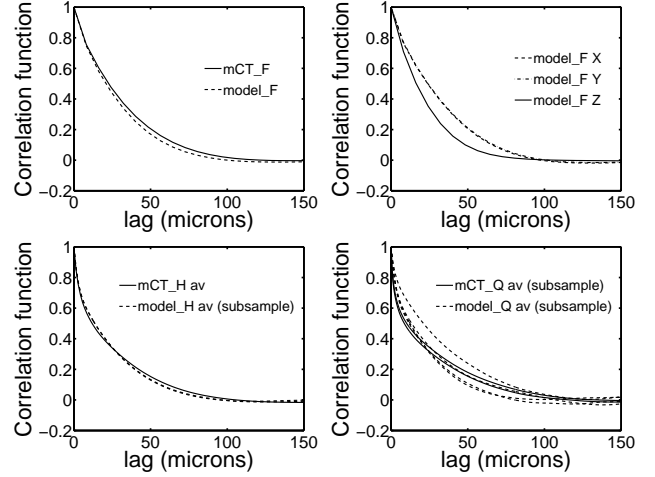 Correlation function
1
0.8
0.6
0.4
0.2
0
−0.2
0
50
100
150
lag (microns)
mCT_F
model_F
Correlation function
1
0.8
0.6
0.4
0.2
0
−0.2
0
50
100
150
lag (microns)
model_F X
model_F Y
model_F Z
Correlation function
1
0.8
0.6
0.4
0.2
0
−0.2
0
50
100
150
lag (microns)
mCT_H av
model_H av (subsample)
Correlation function
1
0.8
0.6
0.4
0.2
0
−0.2
0
50
100
150
lag (microns)
mCT_Q av (subsample)
model_Q av (subsample)